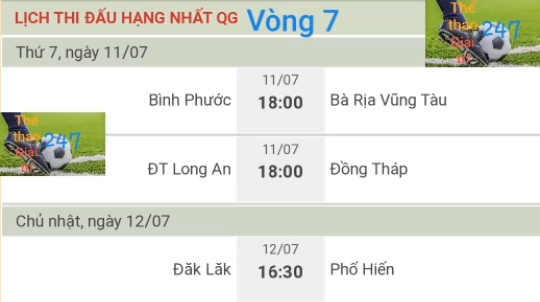 LỊCH THI ĐẤU HẠNG NHẤT QG Vòng 7
Thể
thao 247
Giải
Thứ 7, ngày 11/07
11/07
Bình Phước 18:00 Bà Rịa Vũng Tàu
Thể
thao 247
Giải
11/07
ĐT Long An 18:00 Đồng Tháp
Chủ nhật, ngày 12/07
12/07
Đăk Lăk 16:30 Phố Hiến